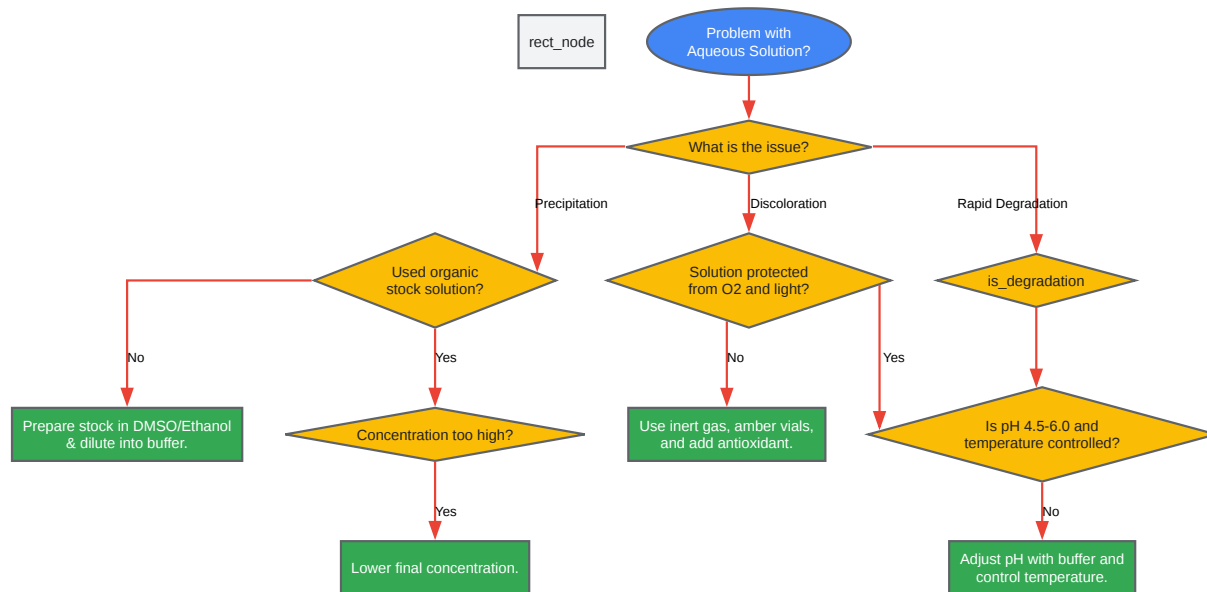 rect_node
Problem with
Aqueous Solution?
What is the issue?
Precipitation
Discoloration
Rapid Degradation
Used organic
stock solution?
Solution protected
from O2 and light?
is_degradation
No
Yes
No
Yes
Prepare stock in DMSO/Ethanol
& dilute into buffer.
Concentration too high?
Use inert gas, amber vials,
and add antioxidant.
Is pH 4.5-6.0 and
temperature controlled?
Yes
No
Lower final concentration.
Adjust pH with buffer and
control temperature.